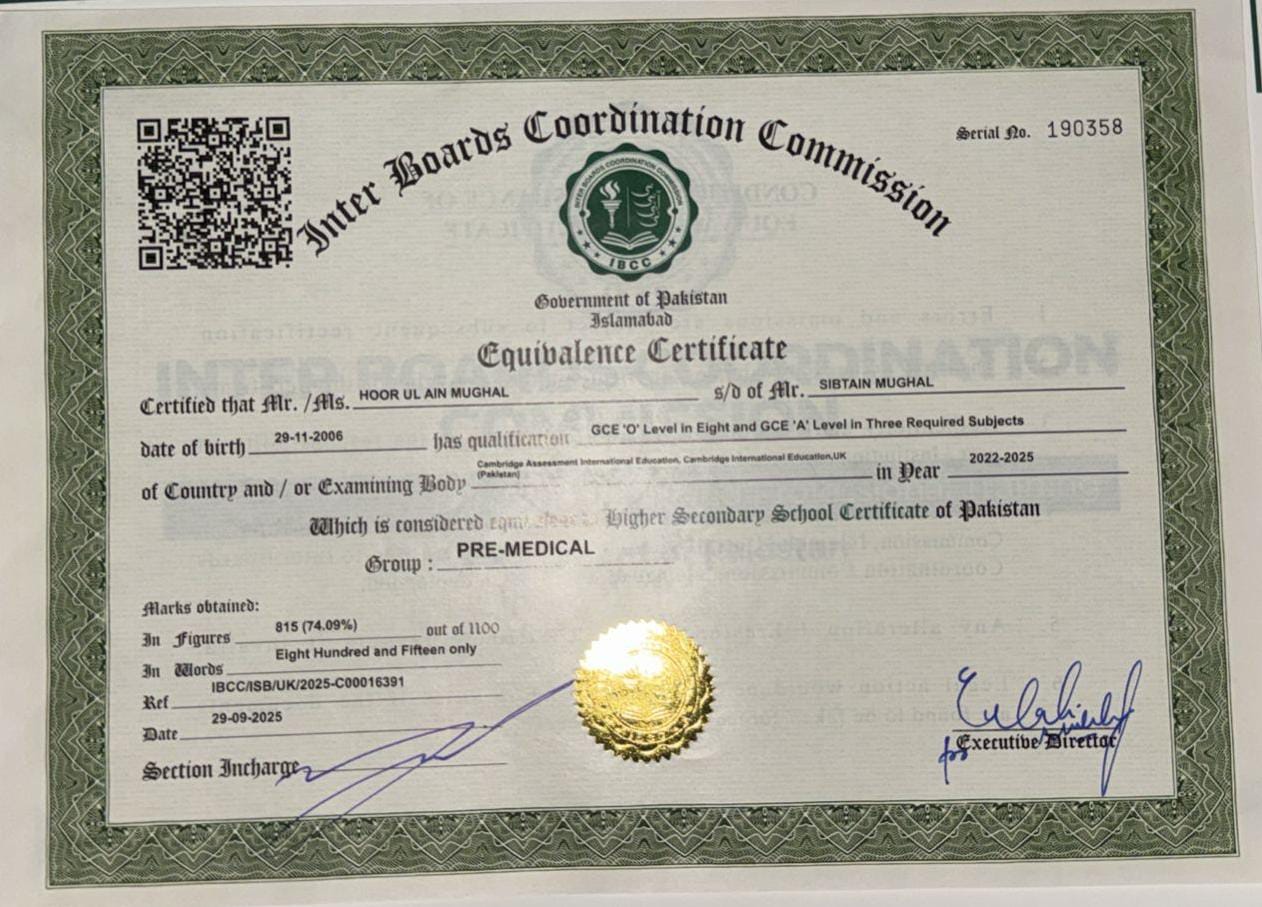 Inter Boards Coordination Commission
Serial No. 190358
INTER BOARDS COORDINATION COMMISSION
IBCC
Government of Pakistan
Islamabad
Equivalence Certificate
Certified that Mr. /Ms. HOOR UL AIN MUGHAL s/d of Mr. SIBTAIN MUGHAL
date of birth 29-11-2006 has qualification GCE 'O' Level in Eight and GCE 'A' Level in Three Required Subjects
of Country and / or Examining Body Cambridge Assessment International Education, Cambridge International Education,UK (Pakistan) in Year 2022-2025
Which is considered Higher Secondary School Certificate of Pakistan
Group : PRE-MEDICAL
Marks obtained:
In Figures 815 (74.09%) out of 1100
In Words Eight Hundred and Fifteen only
Ref IBCC/ISB/UK/2025-C00016391
Date 29-09-2025
Section Incharge
for Executive Director